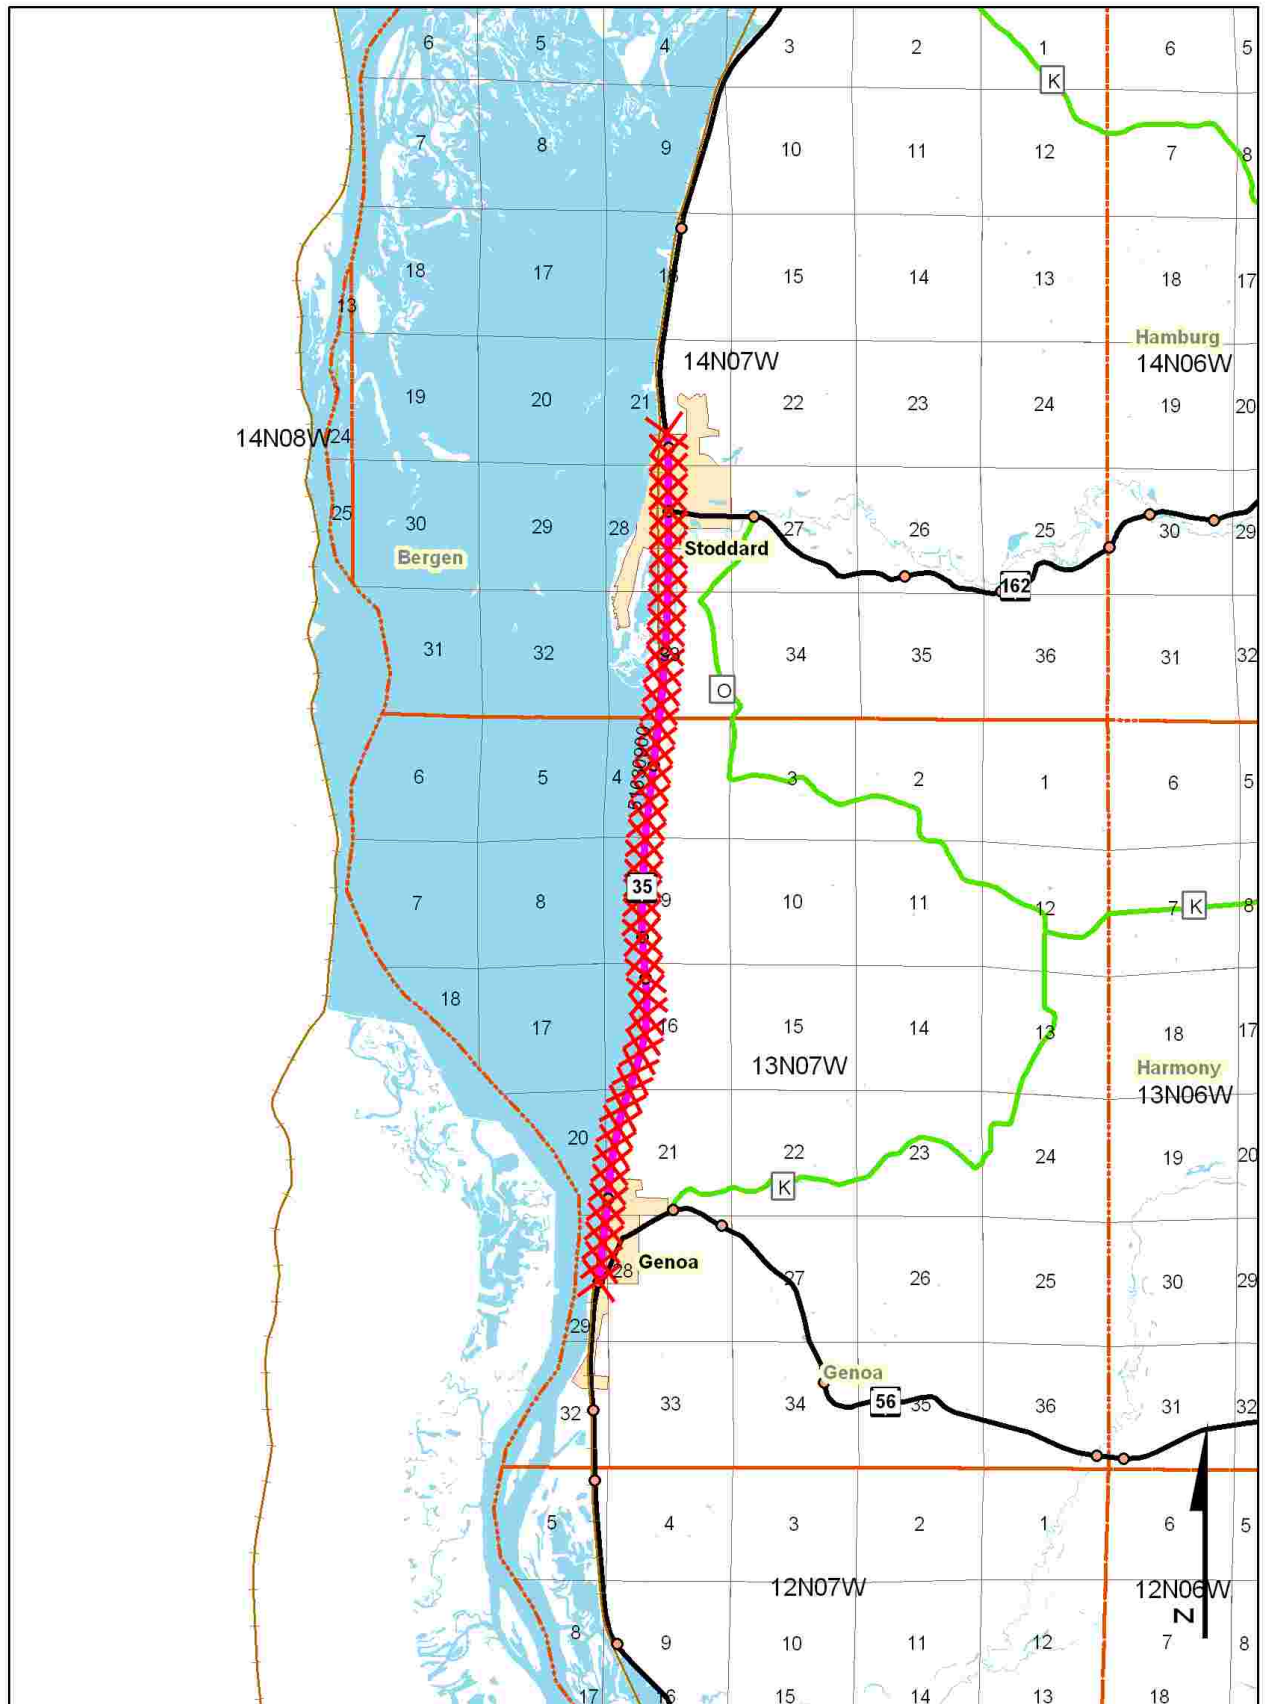 6 5 4 3 2 1 6 5
K
7 8 9 10 11 12 7 8
18 17 16 15 14 13 18 17
13
Hamburg
14N07W 14N06W
19 20 21 22 23 24 19 20
14N08W 24
25 30 29 28 27 26 25 30 29
Stoddard
Bergen
162
31 32 33 34 35 36 31 32
O
51630900
6 5 4 3 2 1 6 5
35
7 8 9 10 11 12 7 K 8
18 17 16 15 14 13 18 17
13N07W Harmony
13N06W
20 21 22 23 24 19 20
K
Genoa
28 27 26 25 30 29
29
Genoa
32 33 34 56 35 36 31 32
5 4 3 2 1 6 5
12N07W 12N06W
N
8 9 10 11 12 7 8
17 16 15 14 13 18